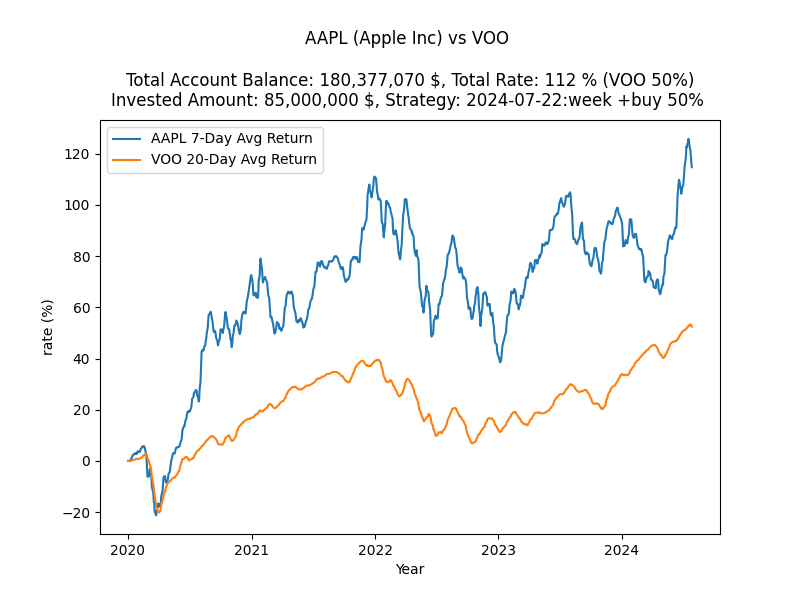 AAPL (Apple Inc) vs VOO
Total Account Balance: 180,377,070 $, Total Rate: 112 % (VOO 50%)
Invested Amount: 85,000,000 $, Strategy: 2024-07-22:week +buy 50%
AAPL 7-Day Avg Return
VOO 20-Day Avg Return
120
100
80
60
40
20
0
−20
rate (%)
2020 2021 2022 2023 2024
Year